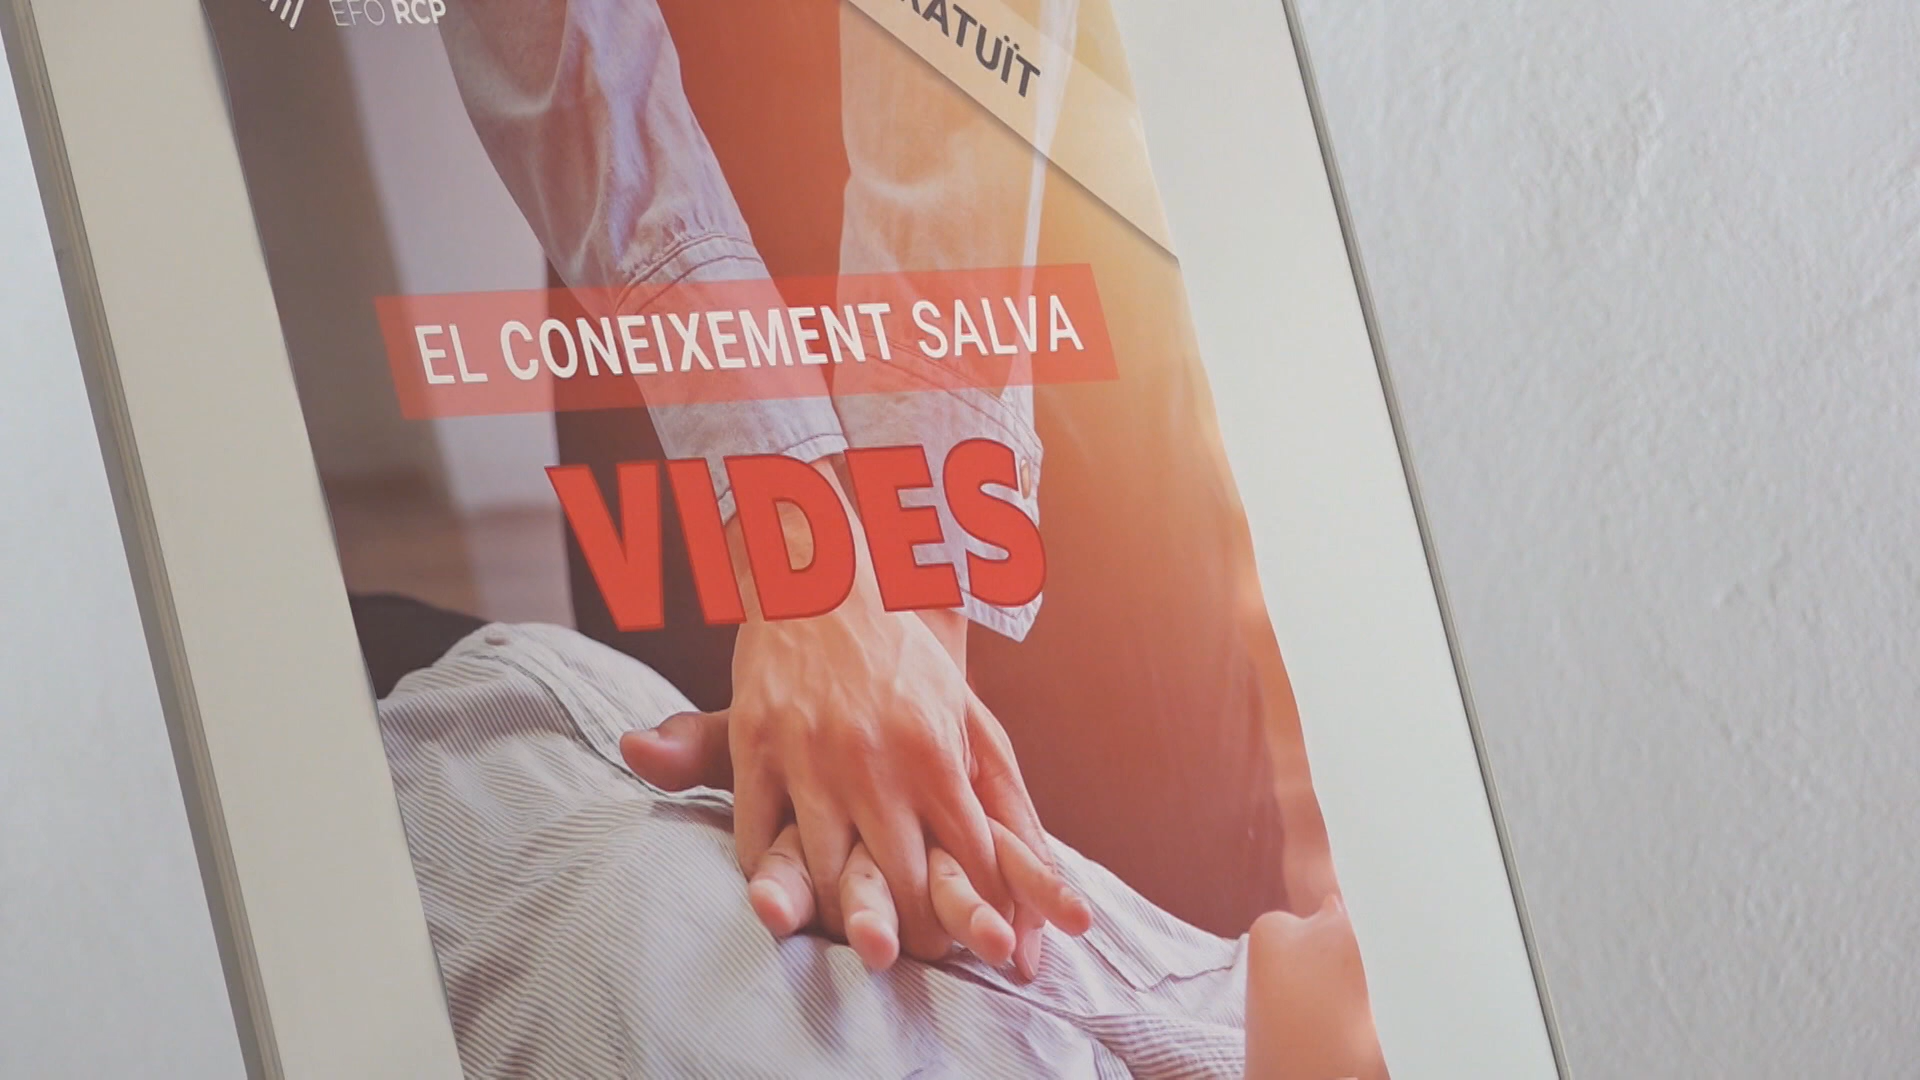 EFO RCP
RATUÏT
EL CONEIXEMENT SALVA
VIDES